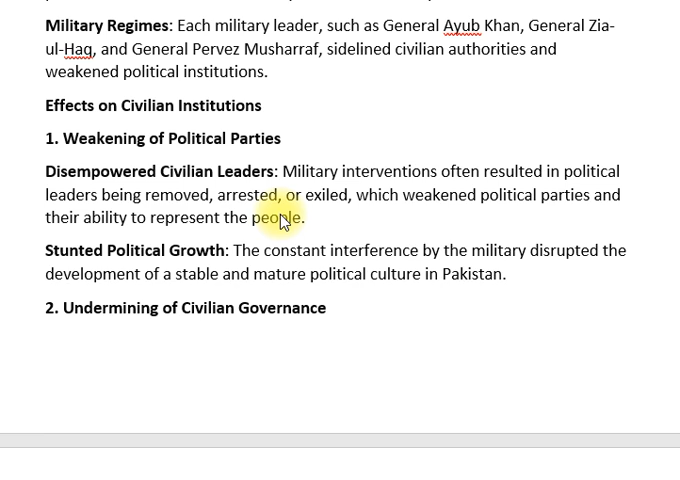 Military Regimes: Each military leader, such as General Ayub Khan, General Zia-
ul-Haq, and General Pervez Musharraf, sidelined civilian authorities and
weakened political institutions.
Effects on Civilian Institutions
1. Weakening of Political Parties
Disempowered Civilian Leaders: Military interventions often resulted in political
leaders being removed, arrested, or exiled, which weakened political parties and
their ability to represent the people.
Stunted Political Growth: The constant interference by the military disrupted the
development of a stable and mature political culture in Pakistan.
2. Undermining of Civilian Governance